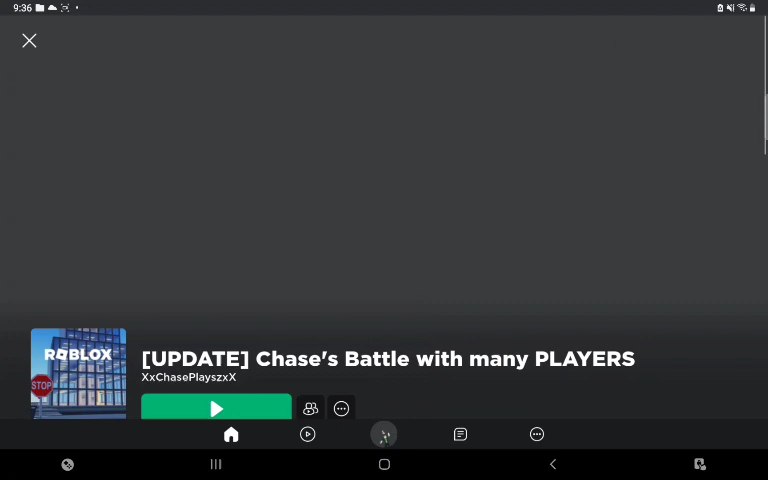 9:36
ROBLOX
STOP
[UPDATE] Chase's Battle with many PLAYERS
XxChasePlayszxX